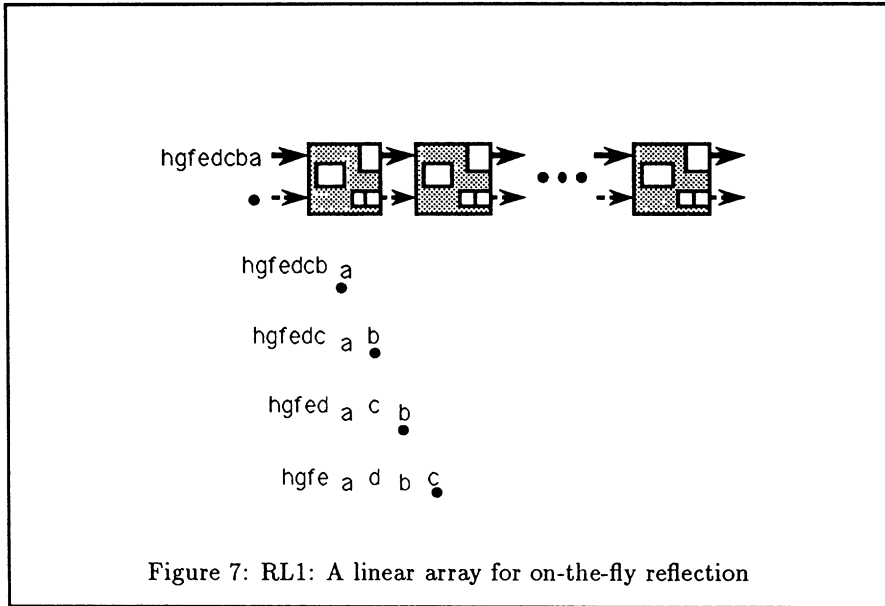 hgfedcba
hgfedcb a
hgfedc a b
hgfed a c b
hgfe a d b c
Figure 7: RL1: A linear array for on-the-fly reflection